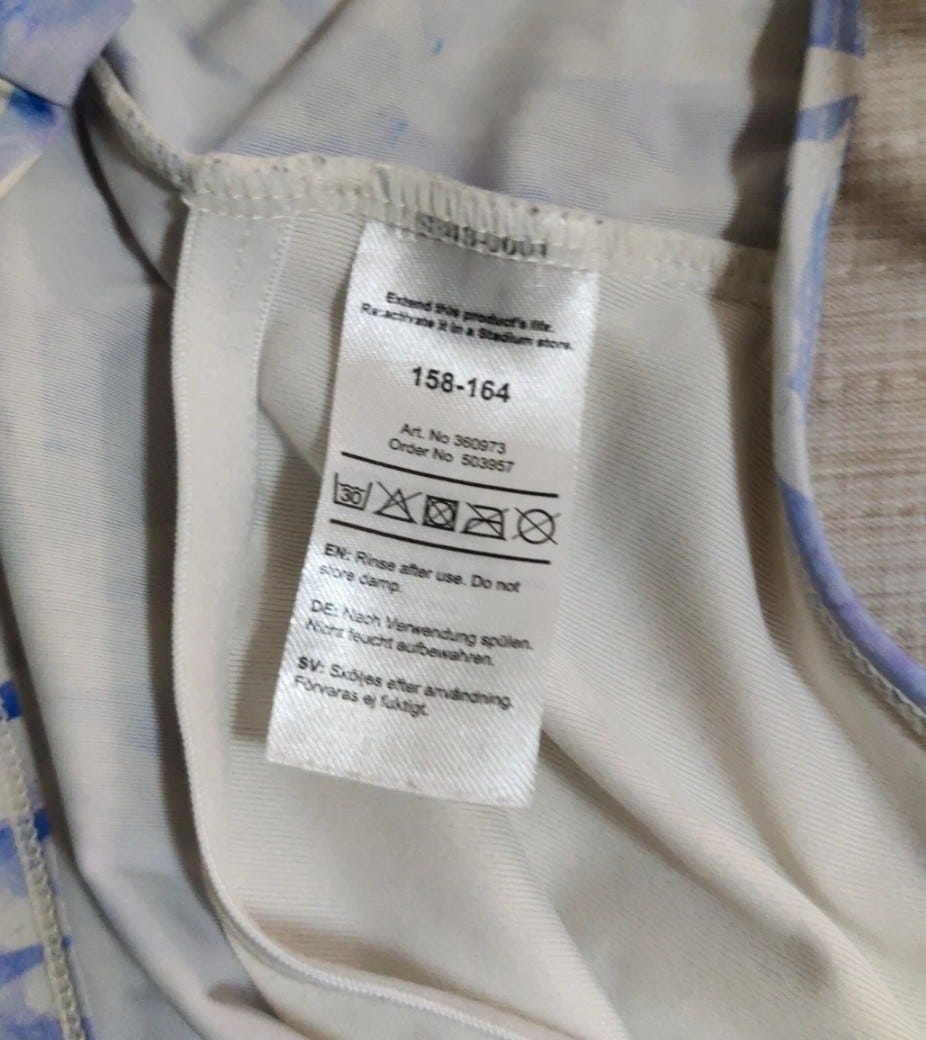 Extend this product's life.
Re:activate it in a Stadium store.
158-164
Art. No 360973
Order No 503957
30
EN: Rinse after use. Do not
store damp.
DE: Nach Verwendung spülen.
Nicht feucht aufbewahren.
SV: Sköljes efter användning.
Förvaras ej fuktigt.